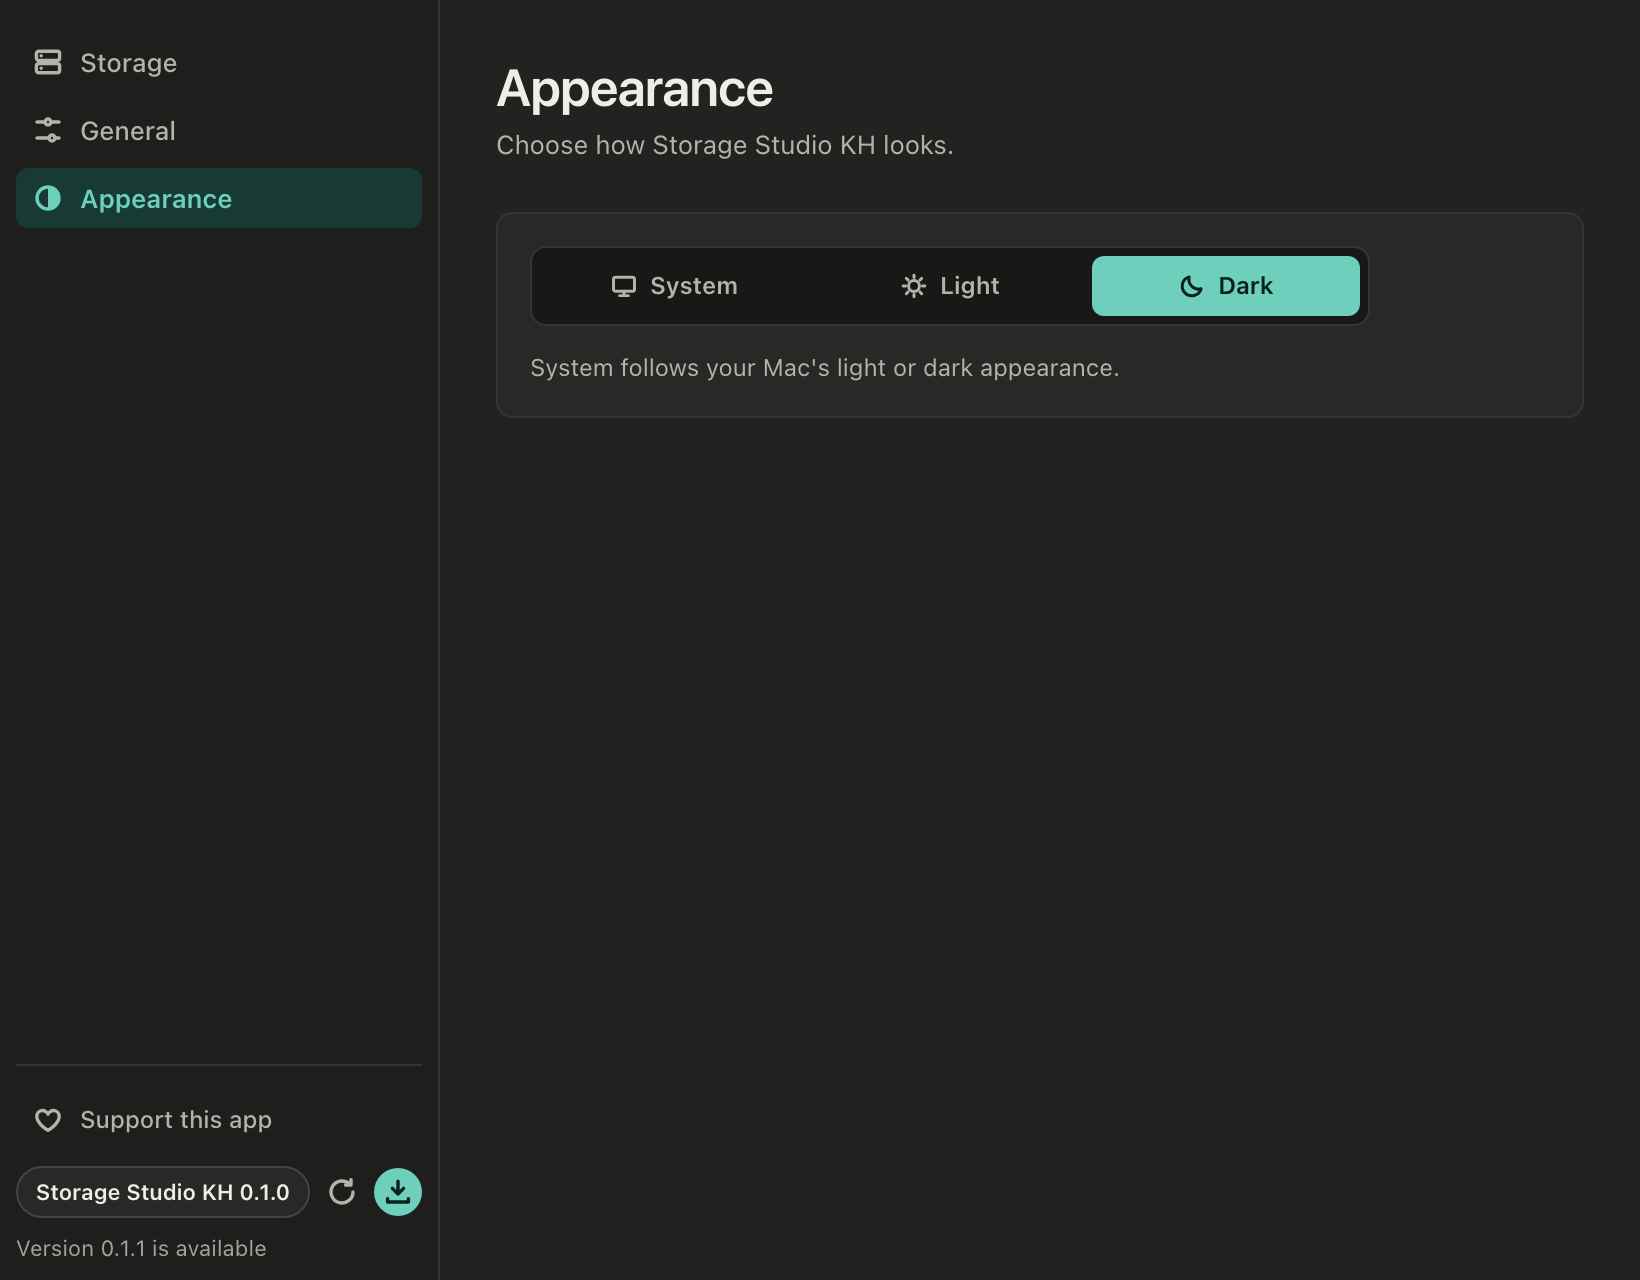 Storage
General
Appearance
Support this app
Storage Studio KH 0.1.0
Version 0.1.1 is available
Appearance
Choose how Storage Studio KH looks.
System
Light
Dark
System follows your Mac's light or dark appearance.